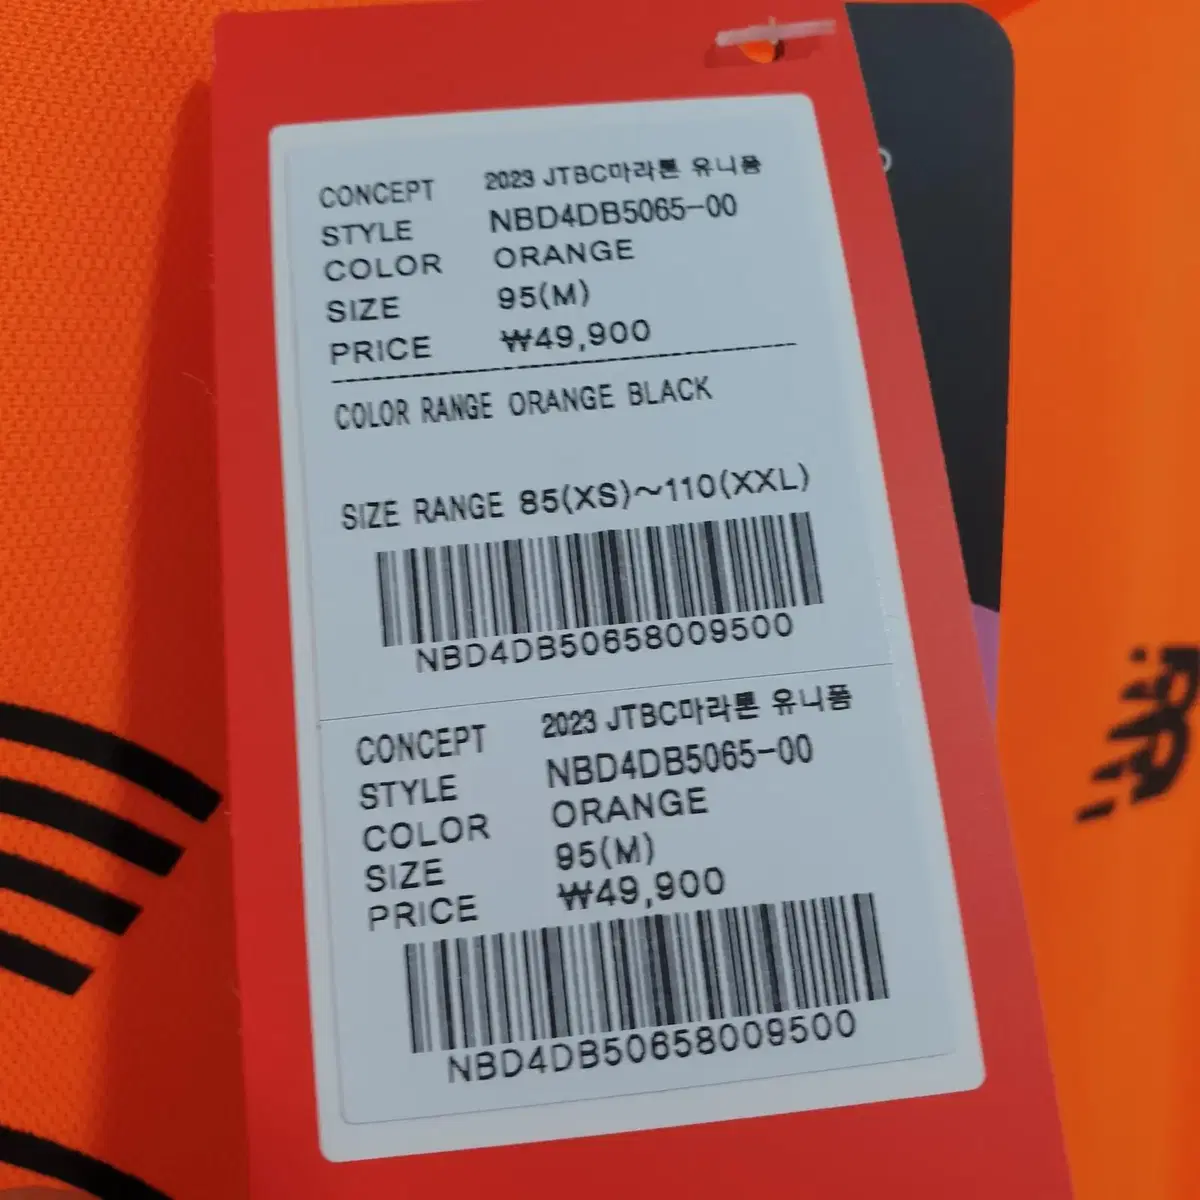 CONCEPT 2023 JTBC마라톤 유니폼
STYLE NBD4DB5065-00
COLOR ORANGE
SIZE 95(M)
PRICE ₩49,900
COLOR RANGE ORANGE BLACK
SIZE RANGE 85(XS)~110(XXL)
NBD4DB50658009500
CONCEPT 2023 JTBC마라톤 유니폼
STYLE NBD4DB5065-00
COLOR ORANGE
SIZE 95(M)
PRICE ₩49,900
NBD4DB50658009500